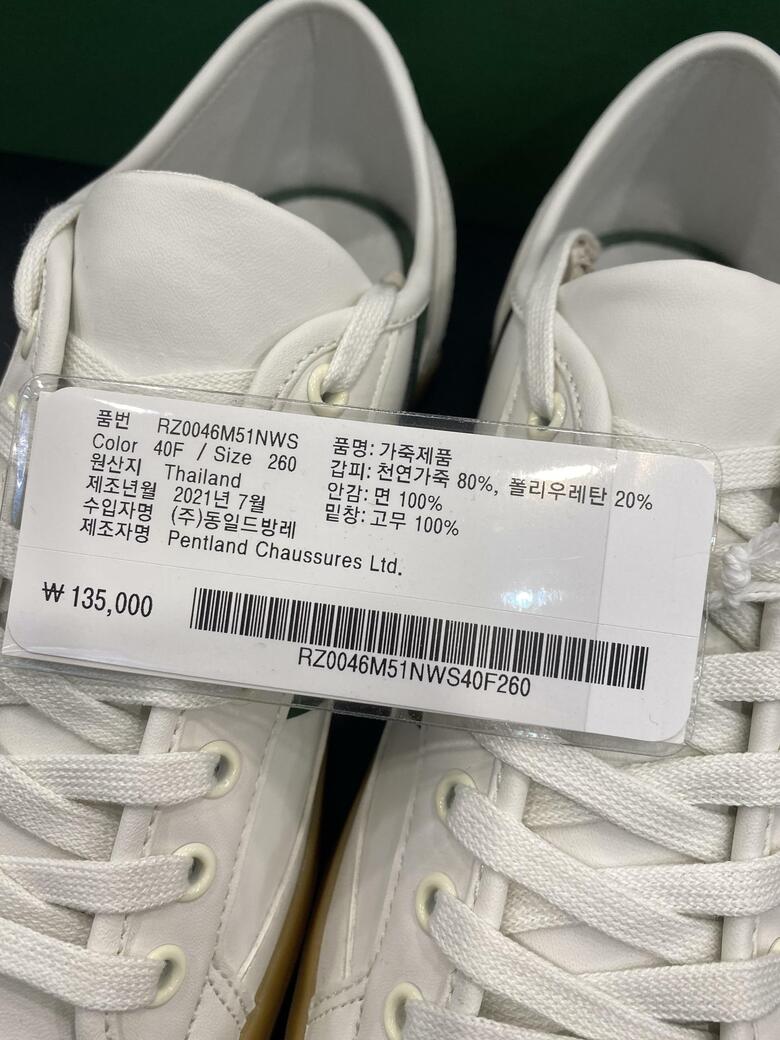 품번 RZ0046M51NWS
Color 40F / Size 260
원산지 Thailand
제조년월 2021년 7월
수입자명 (주)동일드방레
제조자명 Pentland Chaussures Ltd.
품명: 가죽제품
갑피: 천연가죽 80%, 폴리우레탄 20%
안감: 면 100%
밑창: 고무 100%
₩ 135,000
RZ0046M51NWS40F260